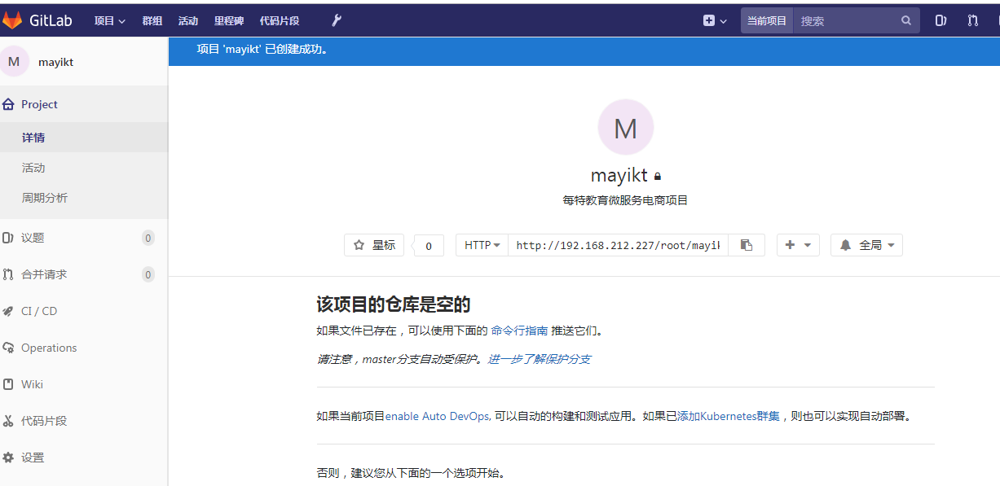 GitLab 项目 群组 活动 里程碑 代码片段 当前项目 搜索
M mayikt
项目 'mayikt' 已创建成功。
Project
详情
活动
周期分析
议题 0
合并请求 0
CI / CD
Operations
Wiki
代码片段
设置
M
mayikt
每特教育微服务电商项目
星标 0 HTTP http://192.168.212.227/root/mayik 全局
该项目的仓库是空的
如果文件已存在，可以使用下面的 命令行指南 推送它们。
请注意，master分支自动受保护。进一步了解保护分支
如果当前项目enable Auto DevOps, 可以自动的构建和测试应用。如果已添加Kubernetes群集，则也可以实现自动部署。
否则，建议您从下面的一个选项开始。